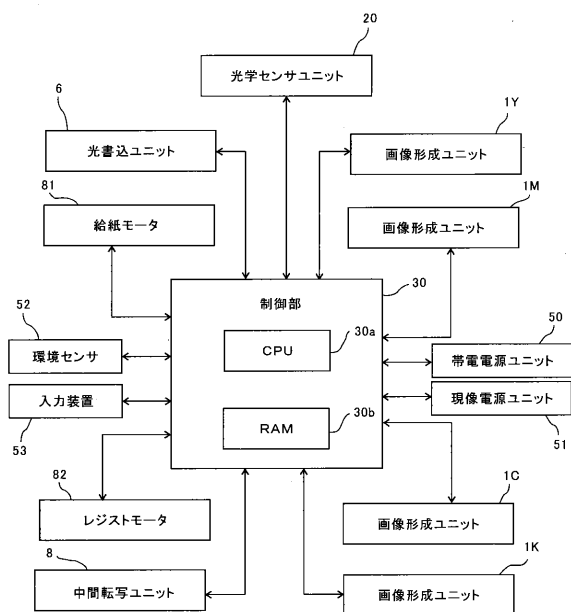 20
光学センサユニット
6
光書込ユニット
1Y
画像形成ユニット
81
給紙モータ
1M
画像形成ユニット
制御部
30
52
環境センサ
CPU
30a
50
帯電電源ユニット
入力装置
53
RAM
30b
現像電源ユニット
51
82
レジストモータ
1C
画像形成ユニット
8
中間転写ユニット
1K
画像形成ユニット